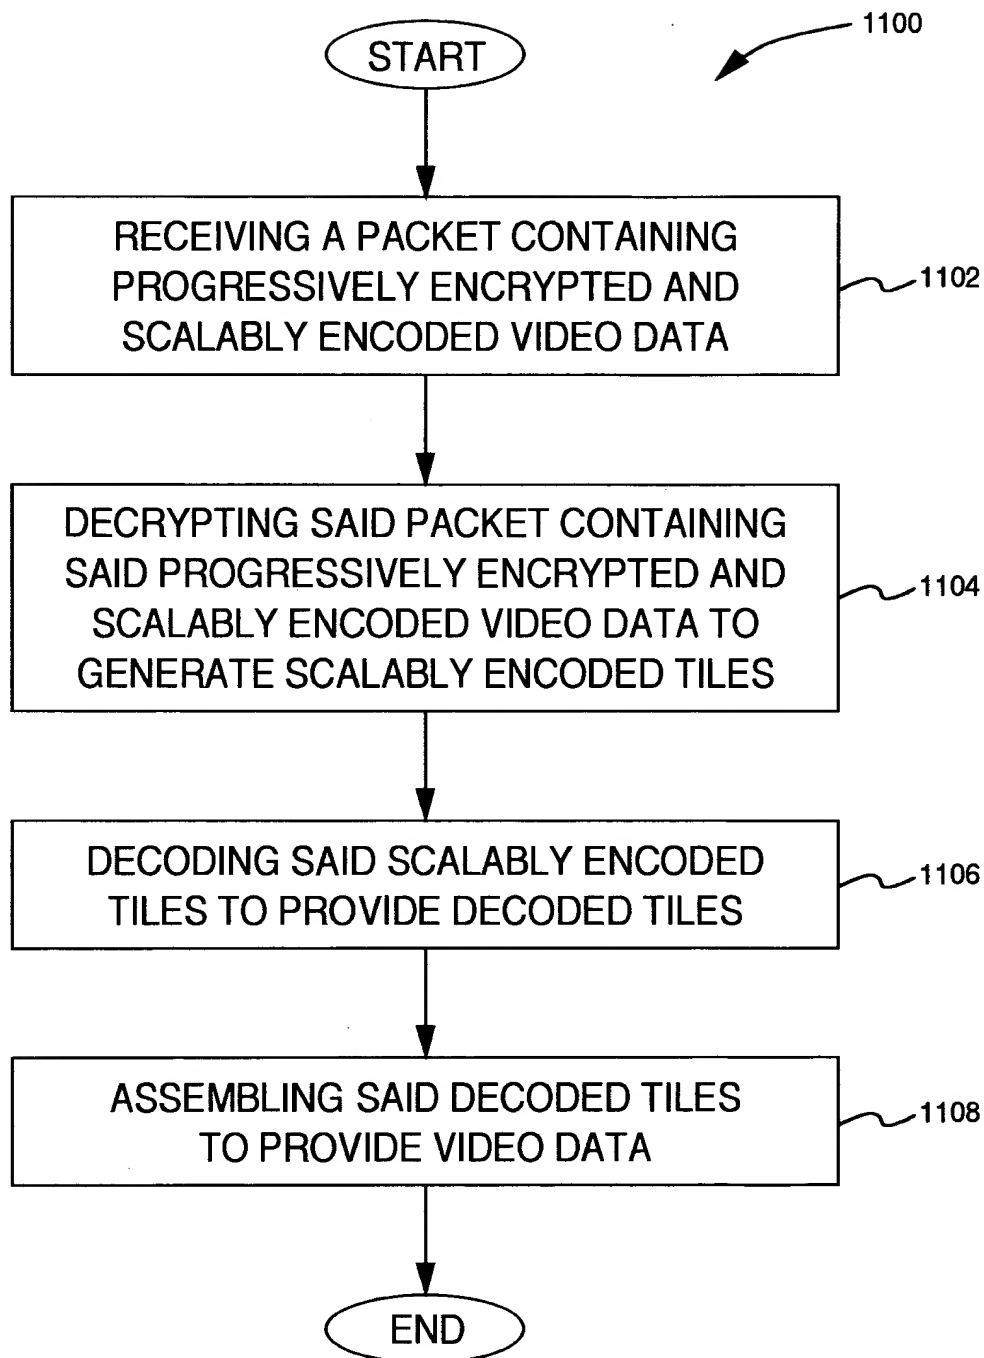 1100
START
RECEIVING A PACKET CONTAINING
PROGRESSIVELY ENCRYPTED AND
SCALABLY ENCODED VIDEO DATA
1102
DECRYPTING SAID PACKET CONTAINING
SAID PROGRESSIVELY ENCRYPTED AND
SCALABLY ENCODED VIDEO DATA TO
GENERATE SCALABLY ENCODED TILES
1104
DECODING SAID SCALABLY ENCODED
TILES TO PROVIDE DECODED TILES
1106
ASSEMBLING SAID DECODED TILES
TO PROVIDE VIDEO DATA
1108
END